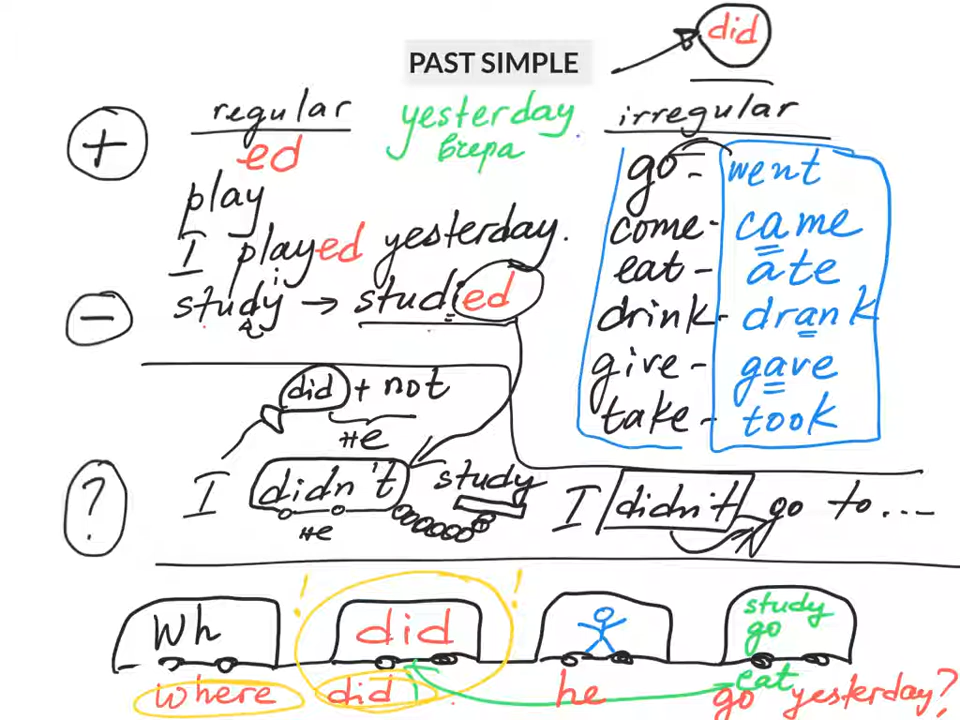 did
PAST SIMPLE
+
regular
ed
yesterday
вчера
irregular
play
I played yesterday.
i
study → studied
go - went
come - came
eat - ate
drink - drank
give - gave
take - took
−
did + not
не
?
I didn't study
не
I didn't go to...
Wh did study
go
eat
! !
where did he go yesterday?